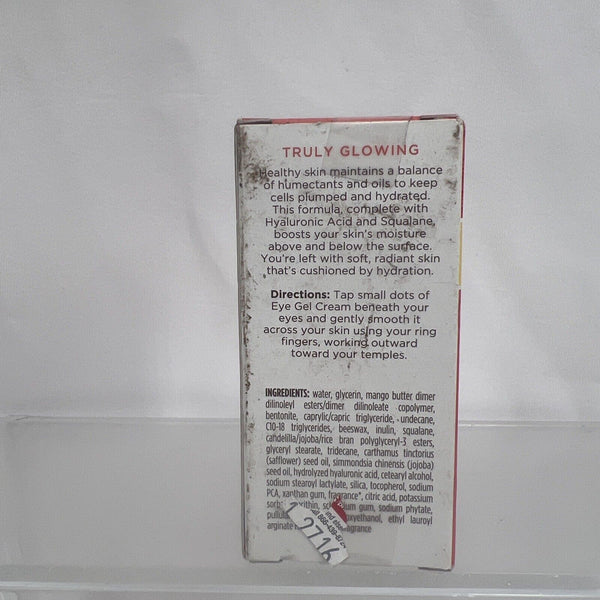 TRULY GLOWING
Healthy skin maintains a balance
of humectants and oils to keep
cells plumped and hydrated.
This formula, complete with
Hyaluronic Acid and Squalane,
boosts your skin's moisture
above and below the surface.
You're left with soft, radiant skin
that's cushioned by hydration.
Directions: Tap small dots of
Eye Gel Cream beneath your
eyes and gently smooth it
across your skin using your ring
fingers, working outward
toward your temples.
INGREDIENTS: water, glycerin, mango butter dimer
dilinoleyl esters/dimer dilinoleate copolymer,
bentonite, caprylic/capric triglyceride, undecane,
C10-18 triglycerides, beeswax, inulin, squalane,
candelilla/jojoba/rice bran polyglyceryl-3 esters,
glyceryl stearate, tridecane, carthamus tinctorius
(safflower) seed oil, simmondsia chinensis (jojoba)
seed oil, hydrolyzed hyaluronic acid, cetearyl alcohol,
sodium stearoyl lactylate, silica, tocopherol, sodium
PCA, xanthan gum, fragrance*, citric acid, potassium
gum, sodium phytate,
ethyl lauroyl
arginate
1 2716